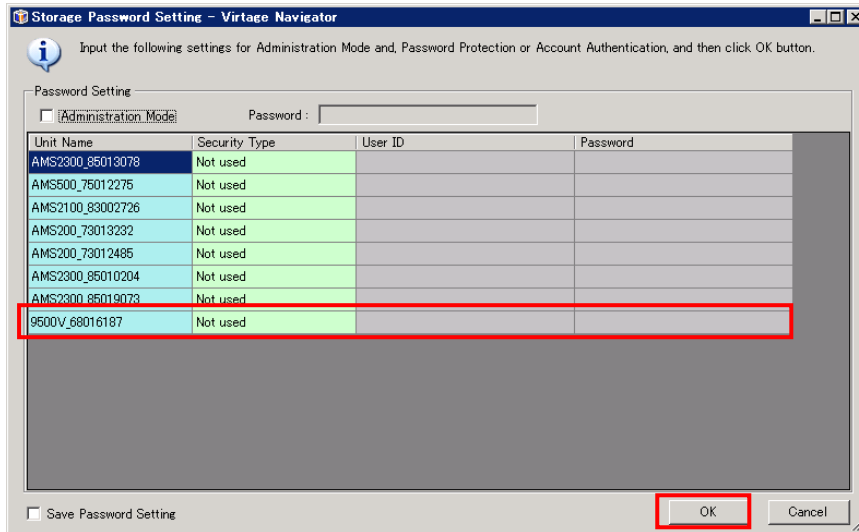 Storage Password Setting - Virtage Navigator
Input the following settings for Administration Mode and, Password Protection or Account Authentication, and then click OK button.
Password Setting
Administration Mode Password :
Unit Name Security Type User ID Password
AMS2300_85013078 Not used
AMS500_75012275 Not used
AMS2100_83002726 Not used
AMS200_73013232 Not used
AMS200_73012485 Not used
AMS2300_85010204 Not used
AMS2300_85019073 Not used
9500V_68016187 Not used
Save Password Setting OK Cancel